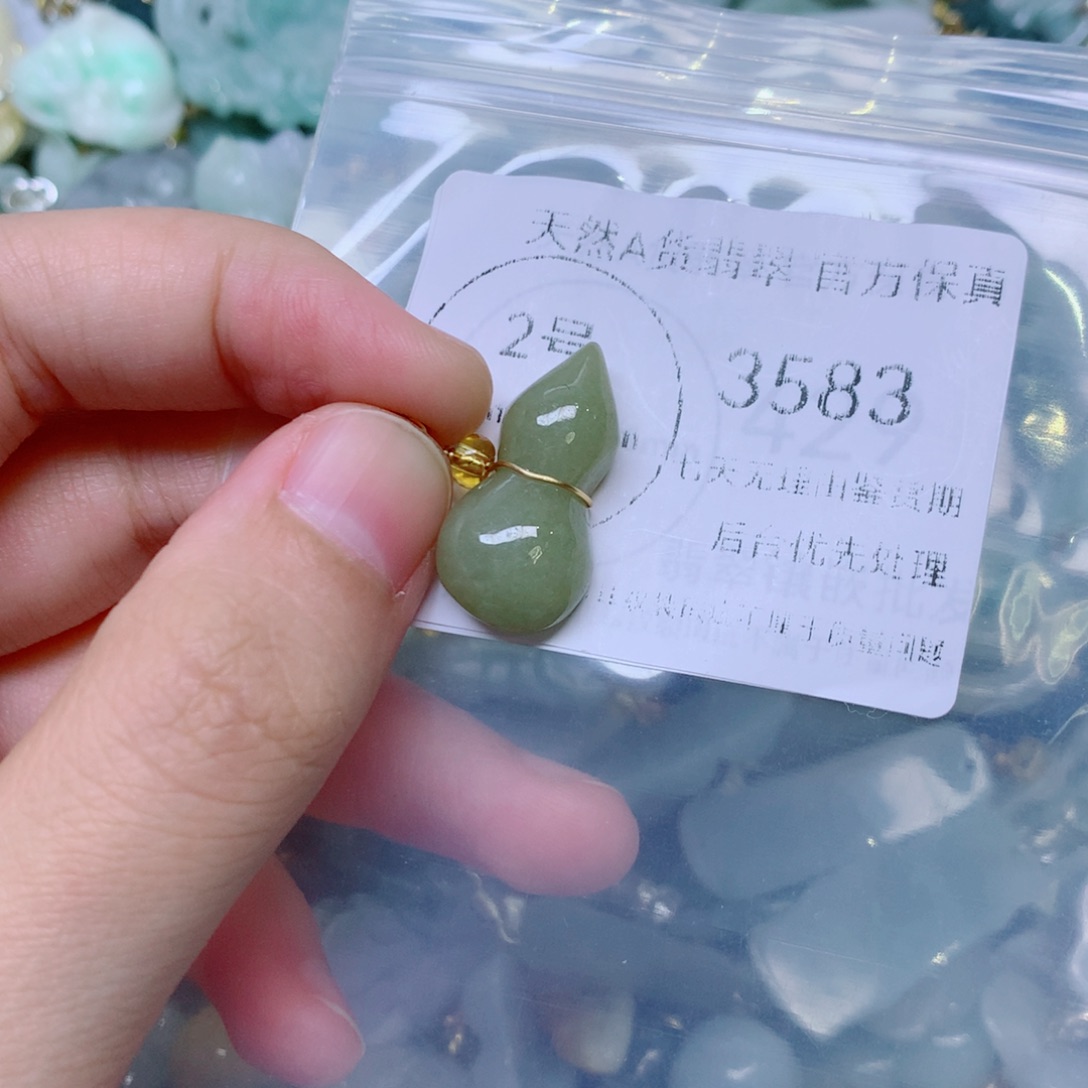 天然A货翡翠 官方保真
2号
3583
七天无理由鉴赏期
后台优先处理